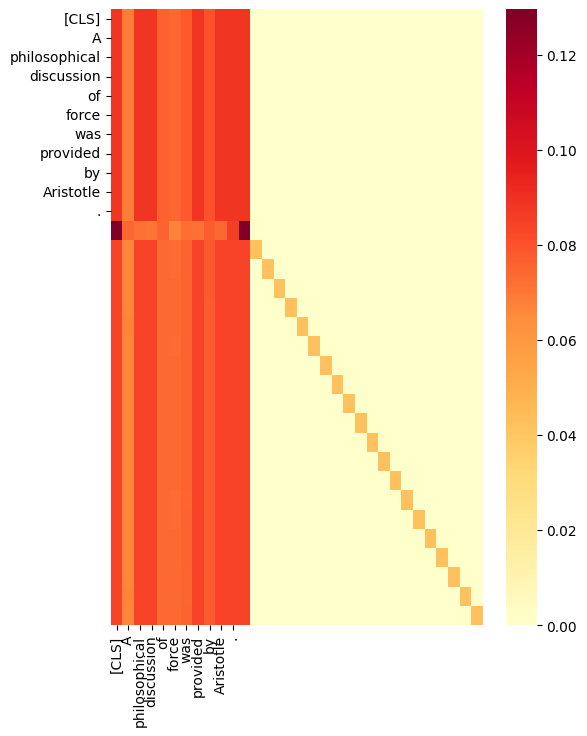 [CLS]
A
philosophical
discussion
of
force
was
provided
by
Aristotle
.
0.12
0.10
0.08
0.06
0.04
0.02
0.00
[CLS]
A
philosophical
discussion
of
force
was
provided
by
Aristotle
.